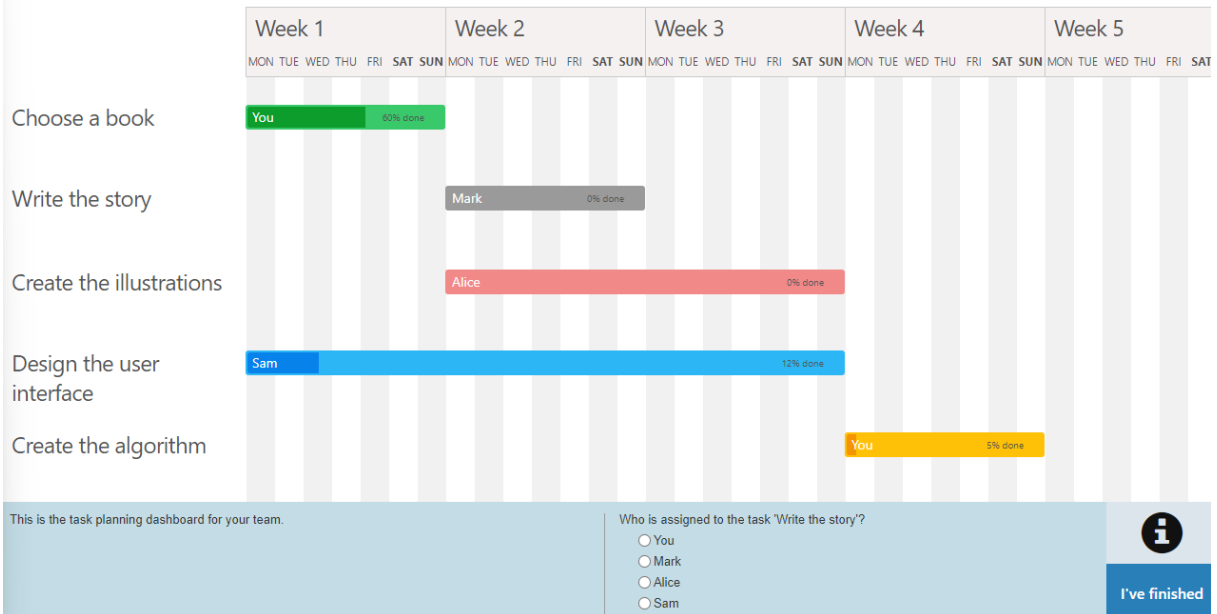 Week 1 Week 2 Week 3 Week 4 Week 5
MON TUE WED THU FRI SAT SUN MON TUE WED THU FRI SAT SUN MON TUE WED THU FRI SAT SUN MON TUE WED THU FRI SAT SUN MON TUE WED THU FRI SAT
Choose a book You 60% done
Write the story Mark 0% done
Create the illustrations Alice 0% done
Design the user Sam 12% done
interface
Create the algorithm You 5% done
This is the task planning dashboard for your team.
Who is assigned to the task 'Write the story'?
You
Mark
Alice
Sam
I've finished